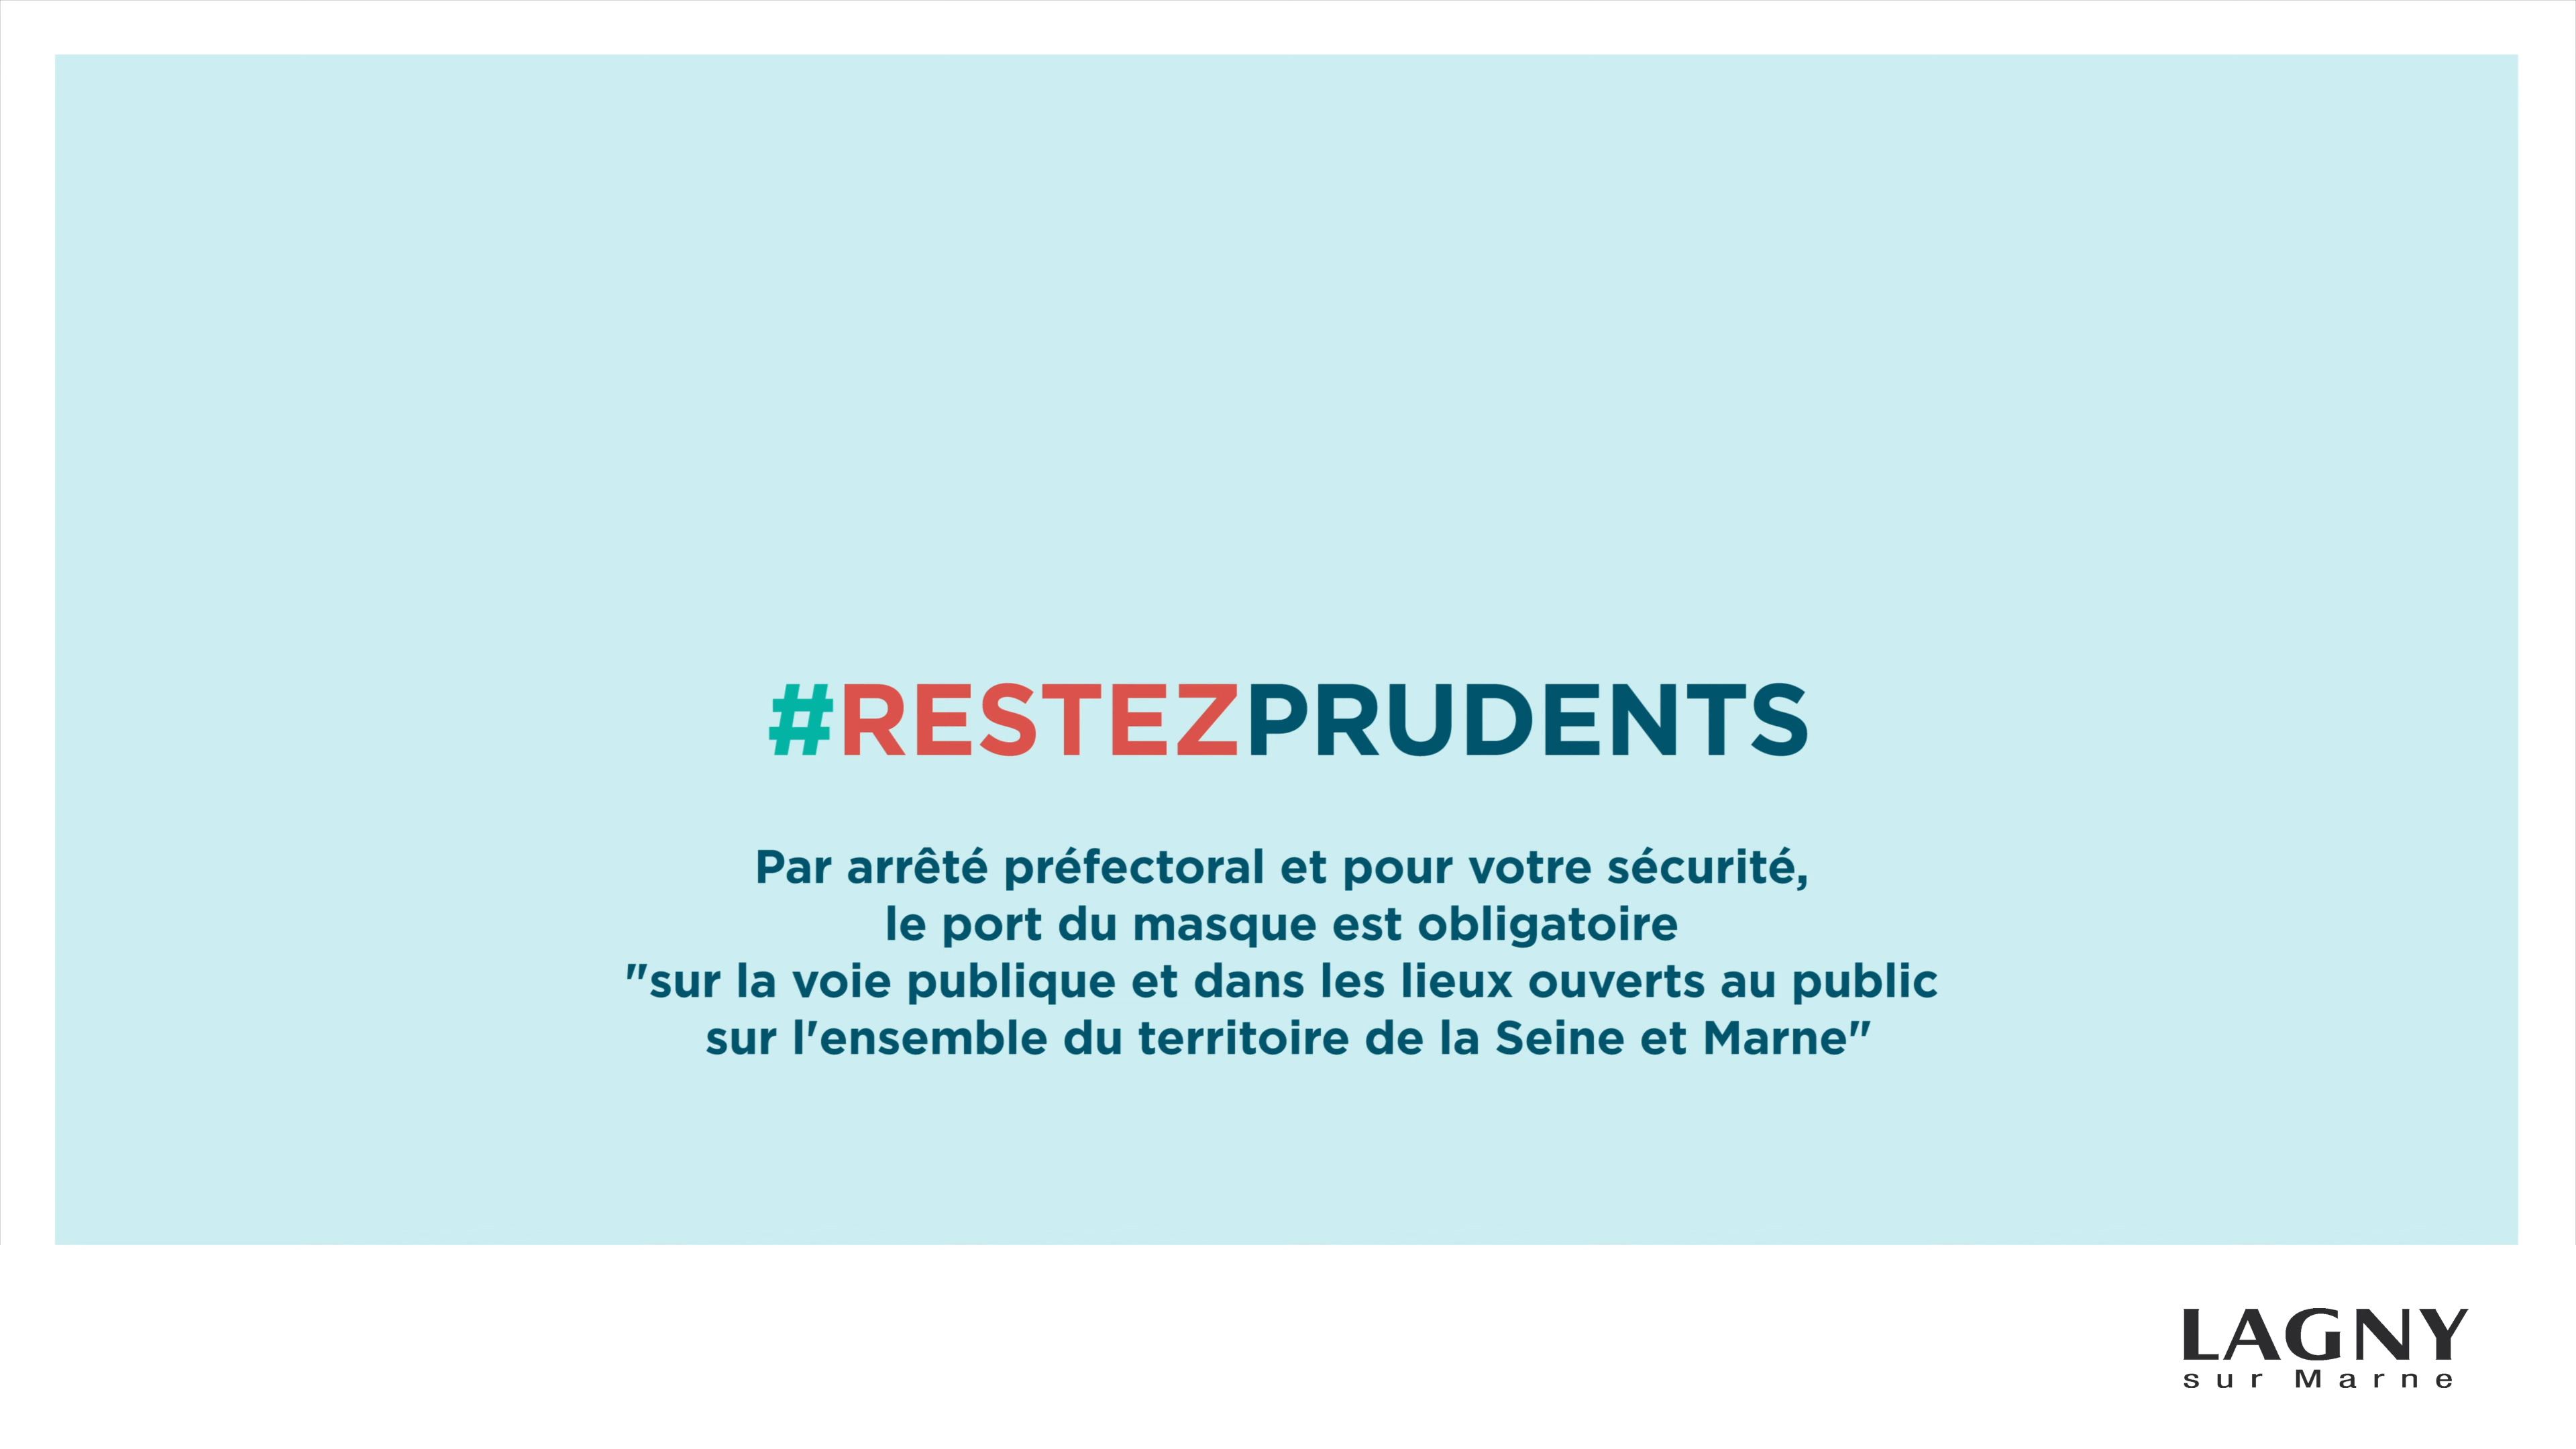 #RESTEZPRUDENTS
Par arrêté préfectoral et pour votre sécurité,
le port du masque est obligatoire
"sur la voie publique et dans les lieux ouverts au public
sur l'ensemble du territoire de la Seine et Marne"
LAGNY
sur Marne